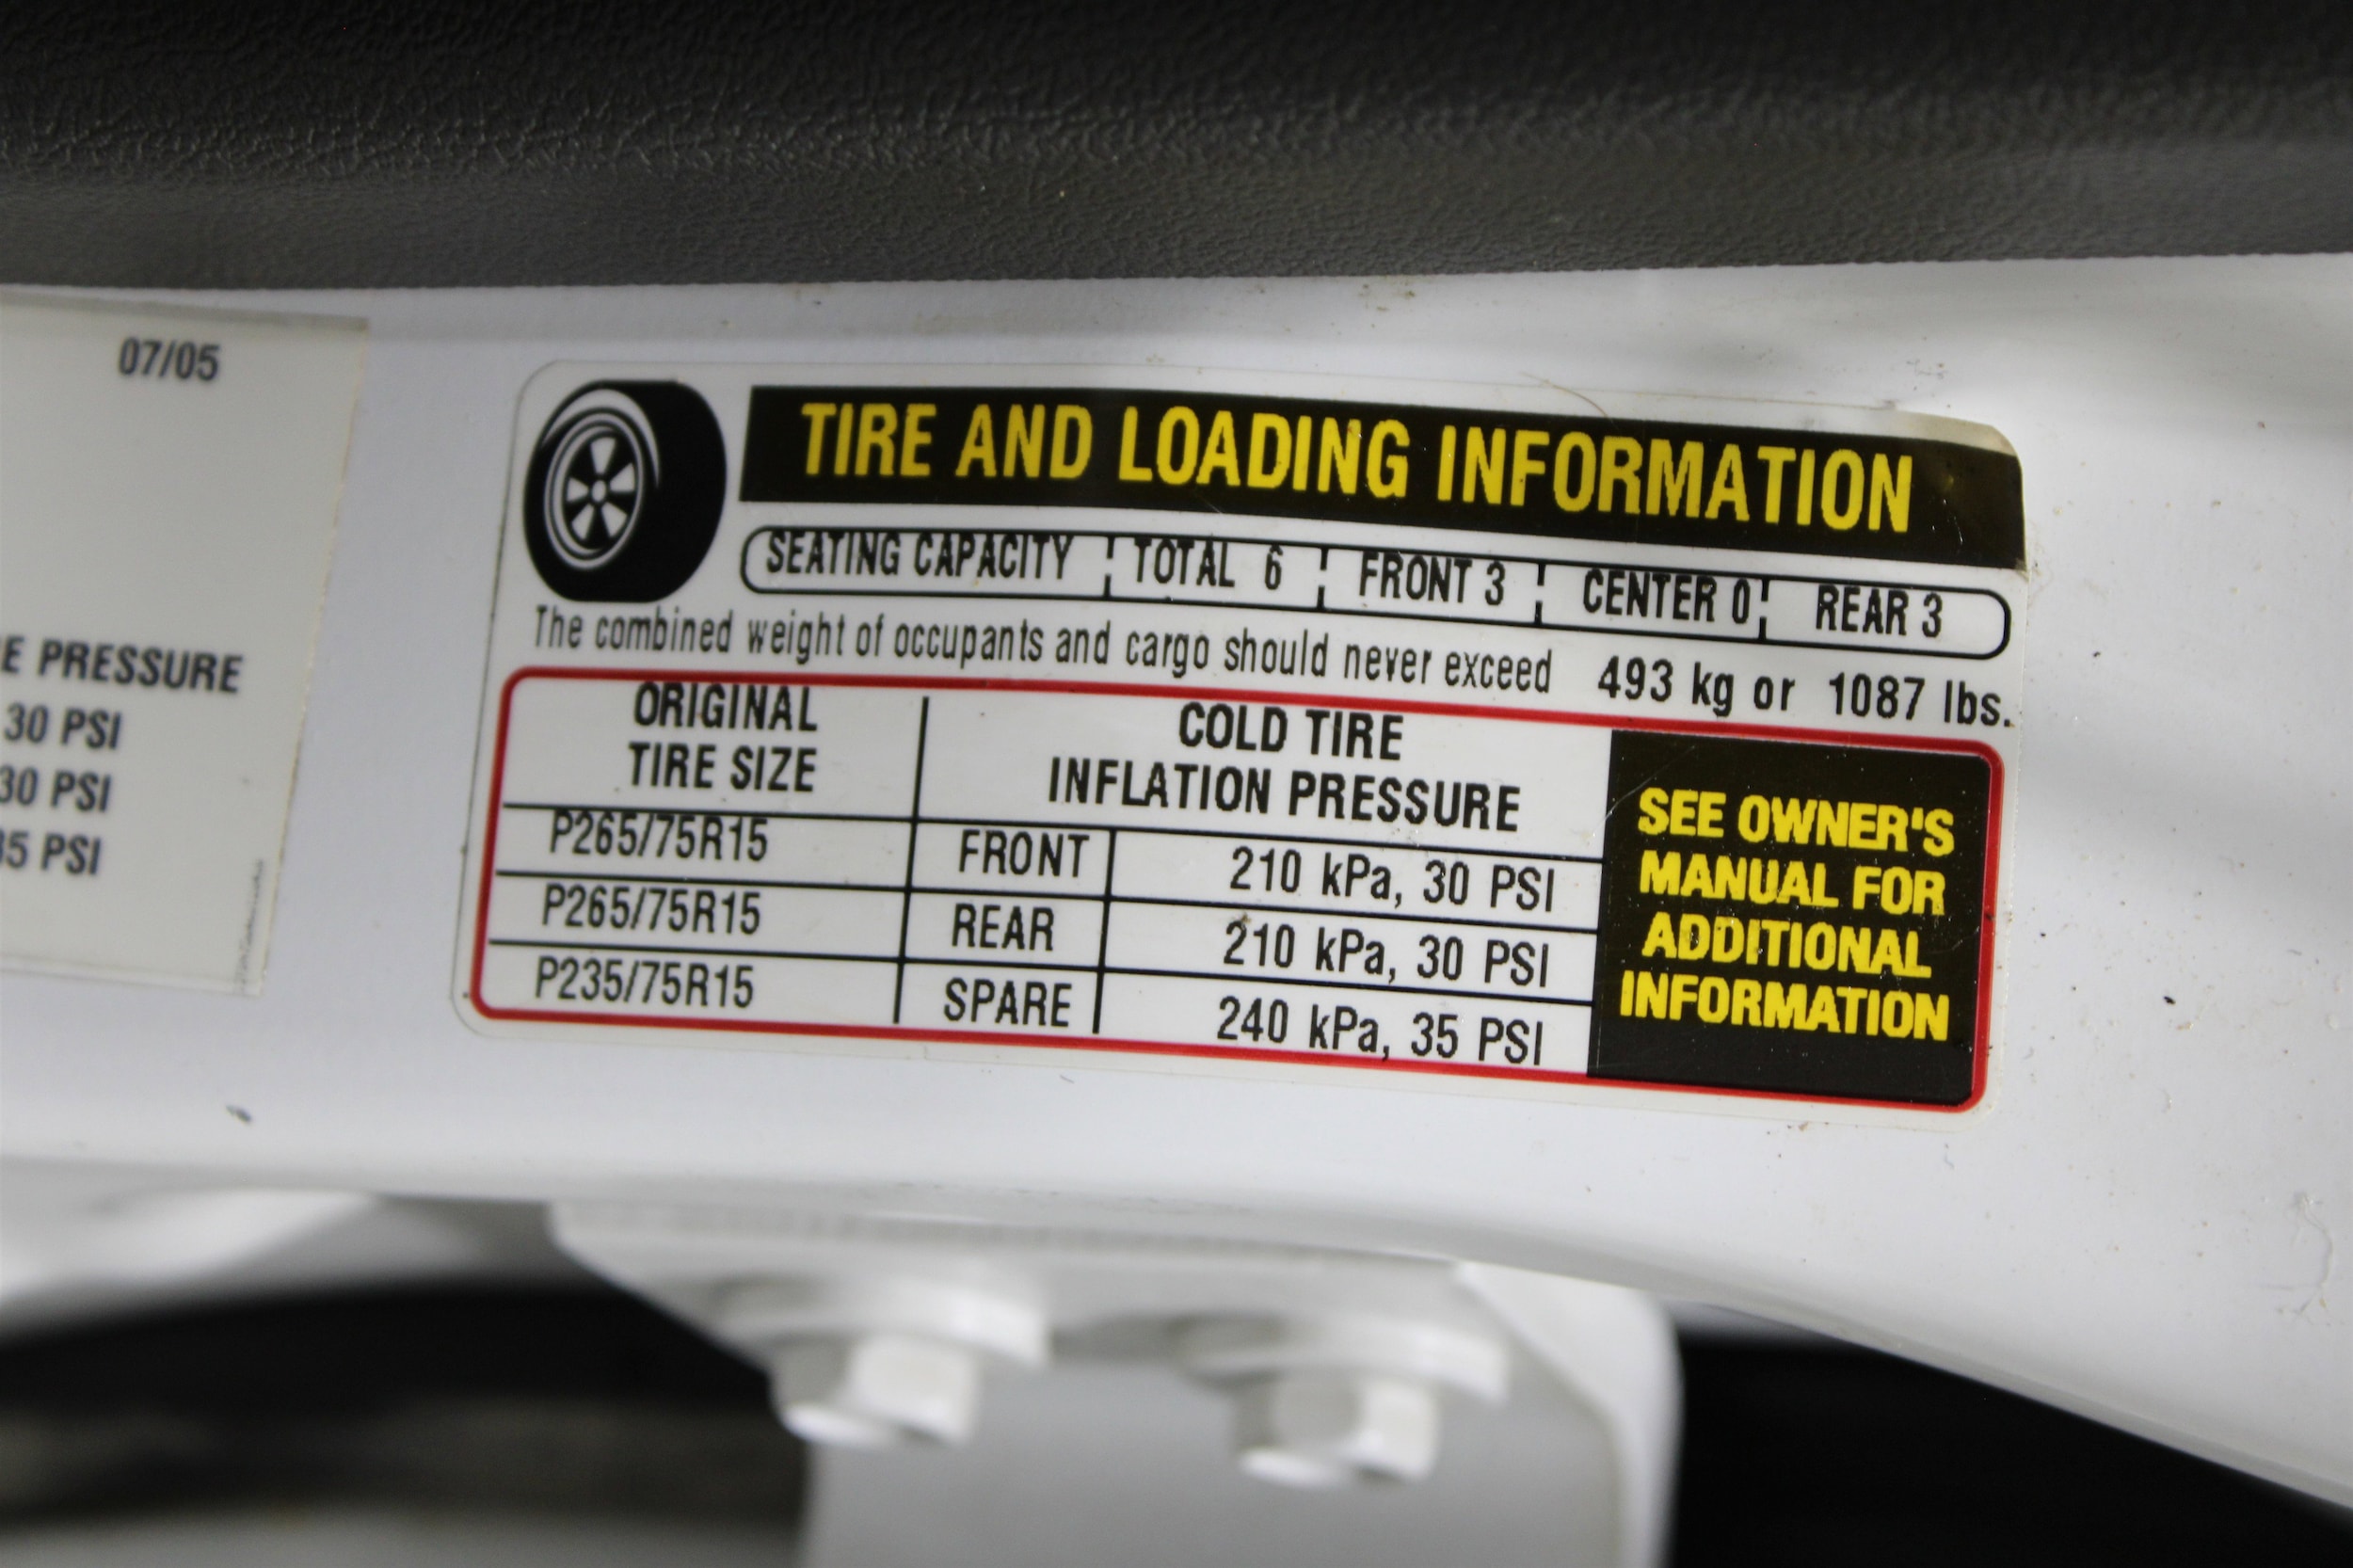 07/05
E PRESSURE
30 PSI
30 PSI
35 PSI
TIRE AND LOADING INFORMATION
SEATING CAPACITY TOTAL 6 FRONT 3 CENTER 0 REAR 3
The combined weight of occupants and cargo should never exceed 493 kg or 1087 lbs.
ORIGINAL
TIRE SIZE
COLD TIRE
INFLATION PRESSURE
P265/75R15 FRONT 210 kPa, 30 PSI
P265/75R15 REAR 210 kPa, 30 PSI
P235/75R15 SPARE 240 kPa, 35 PSI
SEE OWNER'S
MANUAL FOR
ADDITIONAL
INFORMATION